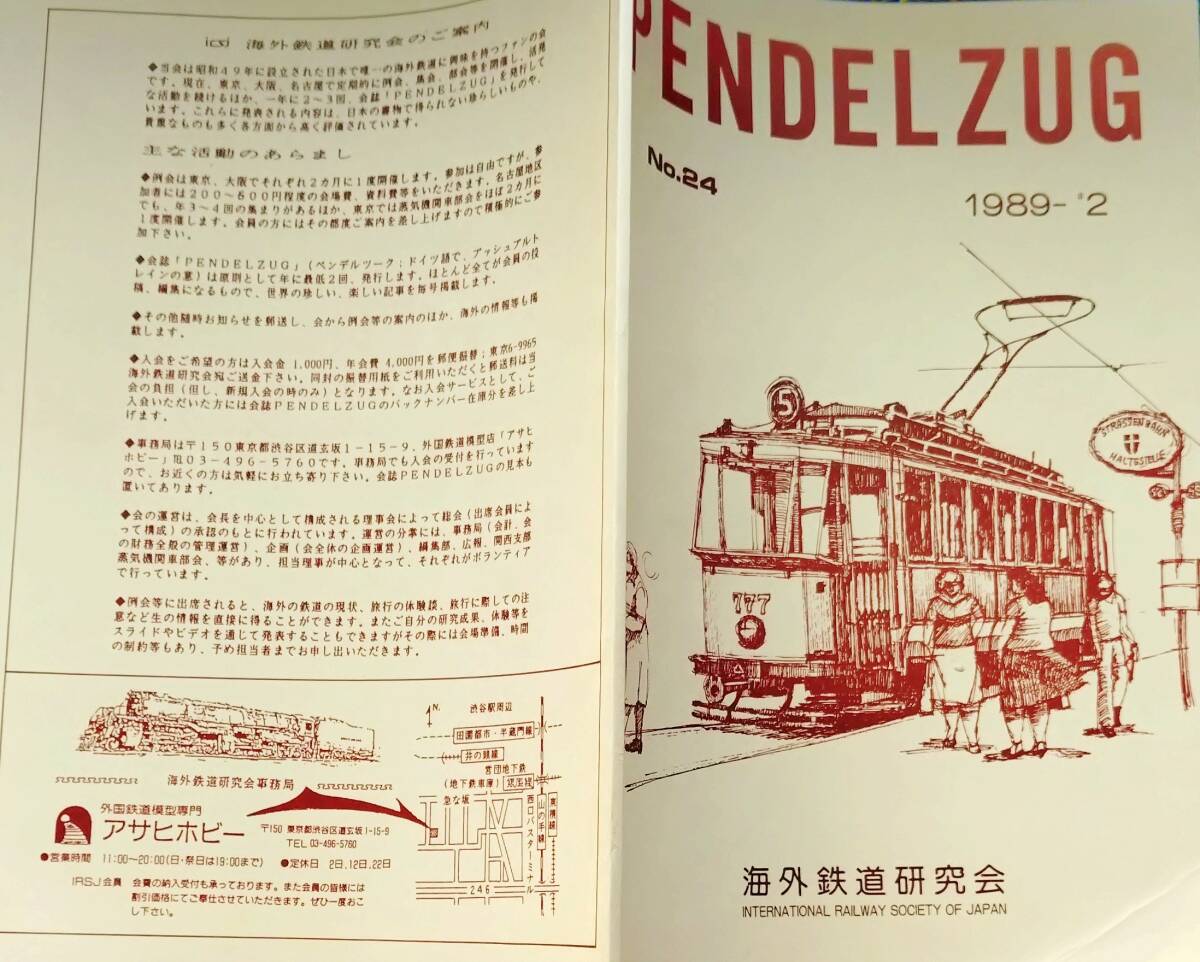 海外鉄道研究会のご案内
◆当会は昭和49年に設立された日本で唯一の海外鉄道に興味を持つファンの会
です。現在、東京、大阪、名古屋で定期的に例会、集会、部会等を開催し、活発
な活動を続けるほか、一年に2〜3回、会誌「PENDELZUG」を発行して
います。これらに発表される内容は、日本の書物で得られない珍らしいものや、
貴重なものも多く各方面から高く評価されています。
主な活動のあらまし
◆例会は東京、大阪でそれぞれ2カ月に1度開催します。参加は自由ですが、参
加者には200〜600円程度の会場費、資料費等をいただきます。名古屋地区
でも、年3〜4回の集まりがあるほか、東京では蒸気機関車部会をほぼ2カ月に
1度開催します。会員の方にはその都度ご案内を差し上げますので積極的にご参
加下さい。
◆会誌「PENDELZUG」(ペンデルツーク;ドイツ語で、プッシュプルト
レインの意)は原則として年に最低2回、発行します。ほとんど全てが会員の投
稿、編集になるもので、世界の珍しい、楽しい記事を毎号掲載します。
◆その他随時お知らせを郵送し、会から例会等の案内のほか、海外の情報等も掲
載します。
◆入会をご希望の方は入会金 1,000円、年会費 4,000円を郵便振替;東京6-9965
海外鉄道研究会宛ご送金下さい。同封の振替用紙をご利用いただくと郵送料は当
会の負担(但し、新規入会の時のみ)となります。なお入会サービスとして、ご
入会いただいた方には会誌PENDELZUGのバックナンバー在庫分を差し上
げます。
◆事務局は〒150東京都渋谷区道玄坂1-15-9、外国鉄道模型店「アサヒ
ホビー」℡03-496-5760です。事務局でも入会の受付を行っています
ので、お近くの方は気軽にお立ち寄り下さい。会誌PENDELZUGの見本も
置いてあります。
◆会の運営は、会長を中心として構成される理事会によって総会(出席会員によ
って構成)の承認のもとに行われています。運営の分掌には、事務局(会計、会
の財務全般の管理運営)、企画(会全体の企画運営)、編集部、広報、関西支部
蒸気機関車部会、等があり、担当理事が中心となって、それぞれがボランティア
で行っています。
◆例会等に出席されると、海外の鉄道の現状、旅行の体験談、旅行に際しての注
意など生の情報を直接に得ることができます。またご自分の研究成果、体験等を
スライドやビデオを通じて発表することもできますがその際には会場準備、時間
の制約等もあり、予め担当者までお申し出いただきます。
海外鉄道研究会事務局
外国鉄道模型専門
アサヒホビー
〒150 東京都渋谷区道玄坂1-15-9
TEL 03-496-5760
●営業時間 11:00〜20:00(日・祭日は19:00まで) ●定休日 2日,12日,22日
IRSJ会員 会費の納入受付も承っております。また会員の皆様には
割引価格にてご奉仕させていただきます。ぜひ一度おこ
し下さい。
N.
渋谷駅周辺
田園都市・半蔵門線
井の頭線
営団地下鉄
(地下鉄車庫) 銀座線
急な坂
西口バスターミナル
山の手線
東横線
246
PENDELZUG
No.24
1989-°2
5
STRASSENBAHN
HALTESTELLE
777
海外鉄道研究会
INTERNATIONAL RAILWAY SOCIETY OF JAPAN